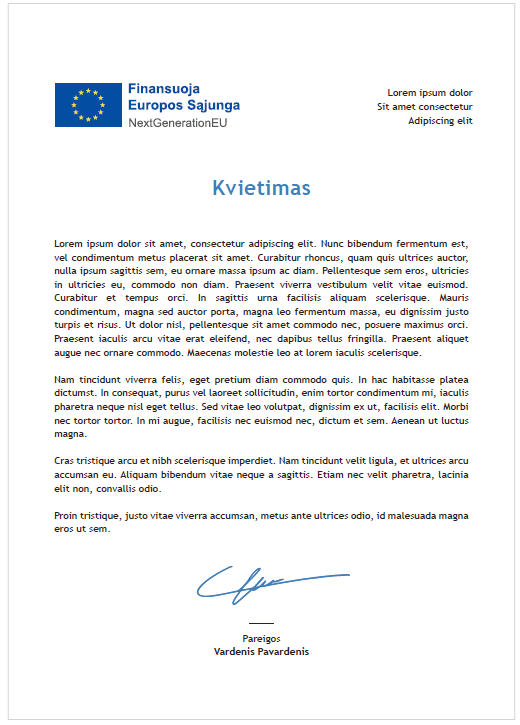 Finansuoja
Europos Sąjunga
NextGenerationEU
Lorem ipsum dolor
Sit amet consectetur
Adipiscing elit
Kvietimas
Lorem ipsum dolor sit amet, consectetur adipiscing elit. Nunc bibendum fermentum est,
vel condimentum metus placerat sit amet. Curabitur rhoncus, quam quis ultrices auctor,
nulla ipsum sagittis sem, eu ornare massa ipsum ac diam. Pellentesque sem eros, ultricies
in ultricies eu, commodo non diam. Praesent viverra vestibulum velit vitae euismod.
Curabitur et tempus orci. In sagittis urna facilisis aliquam scelerisque. Mauris
condimentum, magna sed auctor porta, magna leo fermentum massa, eu dignissim justo
turpis et risus. Ut dolor nisl, pellentesque sit amet commodo nec, posuere maximus orci.
Praesent iaculis arcu vitae erat eleifend, nec dapibus tellus fringilla. Praesent aliquet
augue nec ornare commodo. Maecenas molestie leo at lorem iaculis scelerisque.
Nam tincidunt viverra felis, eget pretium diam commodo quis. In hac habitasse platea
dictumst. In consequat, purus vel laoreet sollicitudin, enim tortor condimentum mi, iaculis
pharetra neque nisl eget tellus. Sed vitae leo volutpat, dignissim ex ut, facilisis elit. Morbi
nec tortor tortor. In mi augue, facilisis nec euismod nec, dictum et sem. Aenean ut luctus
magna.
Cras tristique arcu et nibh scelerisque imperdiet. Nam tincidunt velit ligula, et ultrices arcu
accumsan eu. Aliquam bibendum vitae neque a sagittis. Etiam nec velit pharetra, lacinia
elit non, convallis odio.
Proin tristique, justo vitae viverra accumsan, metus ante ultrices odio, id malesuada magna
eros ut sem.
Pareigos
Vardenis Pavardenis